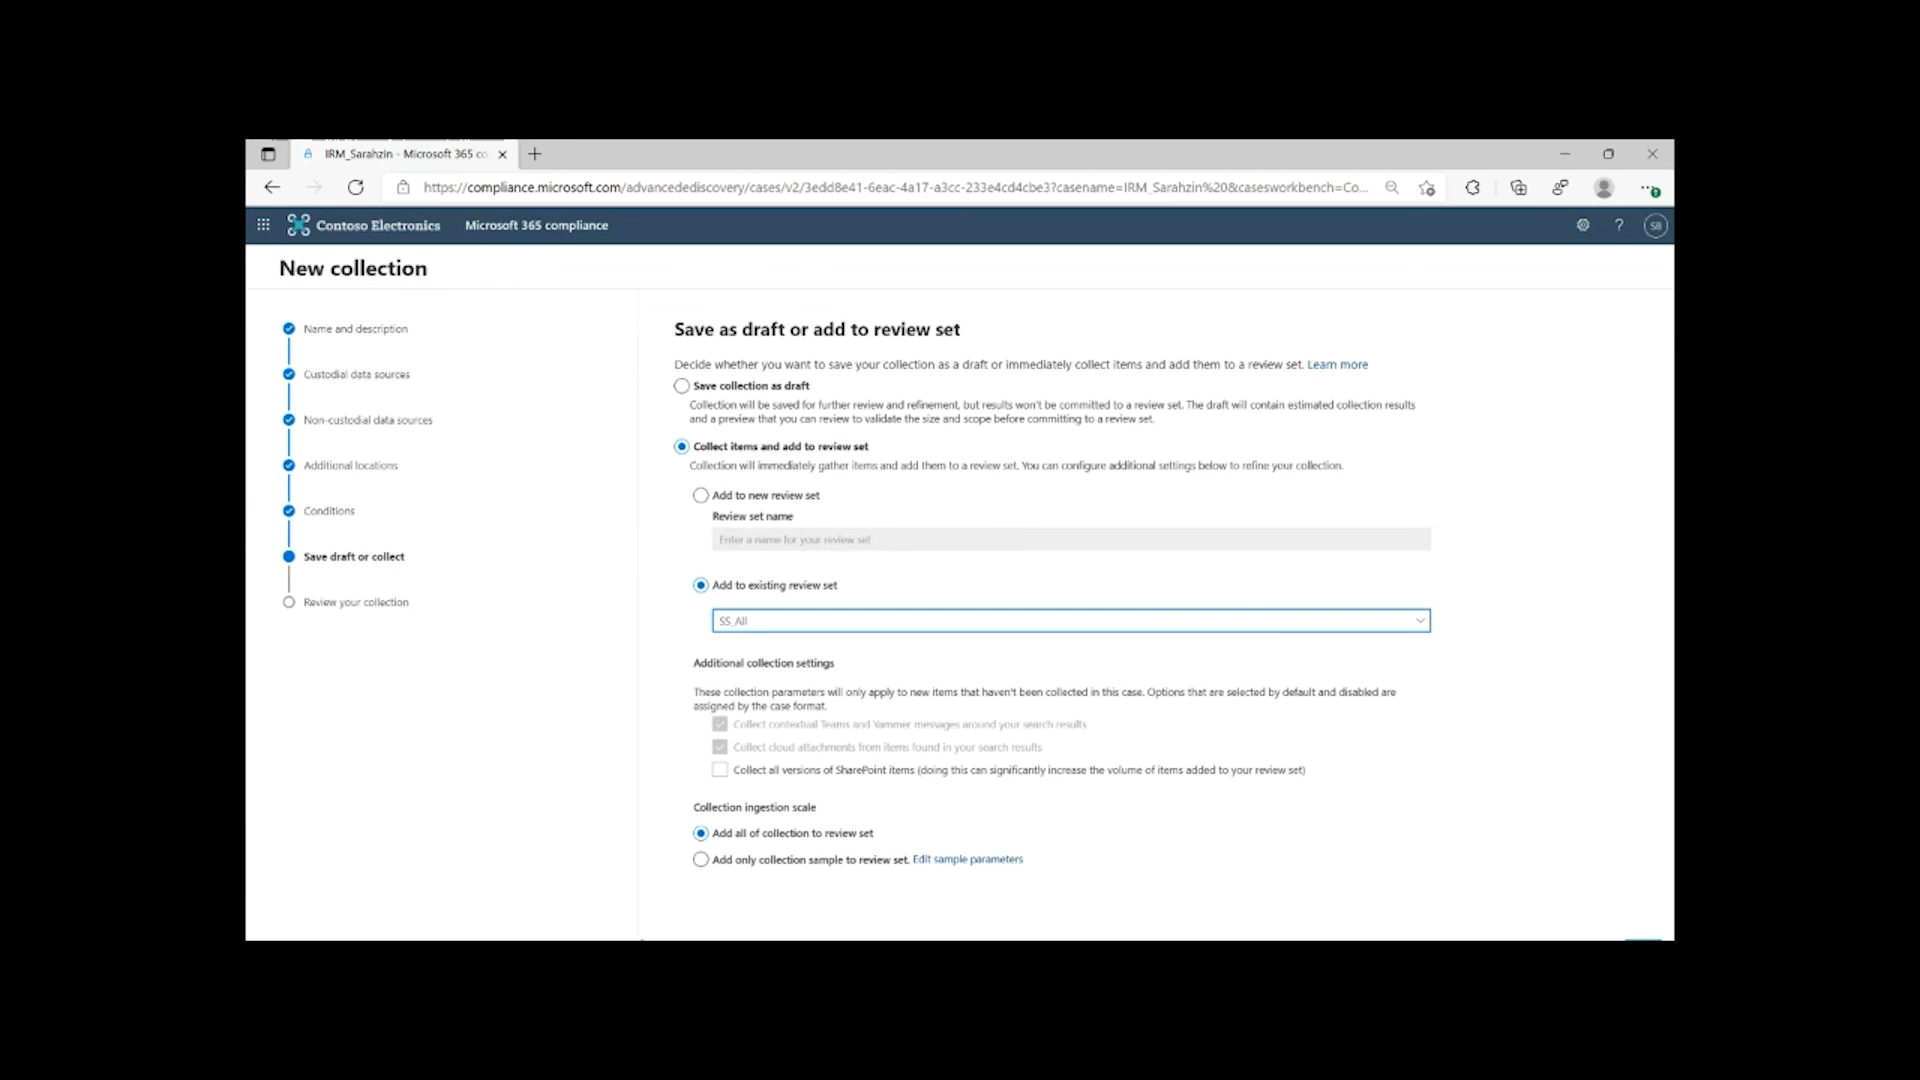 IRM_Sarahzin - Microsoft 365 co
https://compliance.microsoft.com/advancedediscovery/cases/v2/3edd8e41-6eac-4a17-a3cc-233e4cd4cbe3?casename=IRM_Sarahzin%20&casesworkbench=Co...
Contoso Electronics Microsoft 365 compliance ? SB
New collection
Name and description
Custodial data sources
Non-custodial data sources
Additional locations
Conditions
Save draft or collect
Review your collection
Save as draft or add to review set
Decide whether you want to save your collection as a draft or immediately collect items and add them to a review set. Learn more
Save collection as draft
Collection will be saved for further review and refinement, but results won't be committed to a review set. The draft will contain estimated collection results
and a preview that you can review to validate the size and scope before committing to a review set.
Collect items and add to review set
Collection will immediately gather items and add them to a review set. You can configure additional settings below to refine your collection.
Add to new review set
Review set name
Enter a name for your review set
Add to existing review set
SS_All
Additional collection settings
These collection parameters will only apply to new items that haven't been collected in this case. Options that are selected by default and disabled are
assigned by the case format.
Collect contextual Teams and Yammer messages around your search results
Collect cloud attachments from items found in your search results
Collect all versions of SharePoint items (doing this can significantly increase the volume of items added to your review set)
Collection ingestion scale
Add all of collection to review set
Add only collection sample to review set. Edit sample parameters